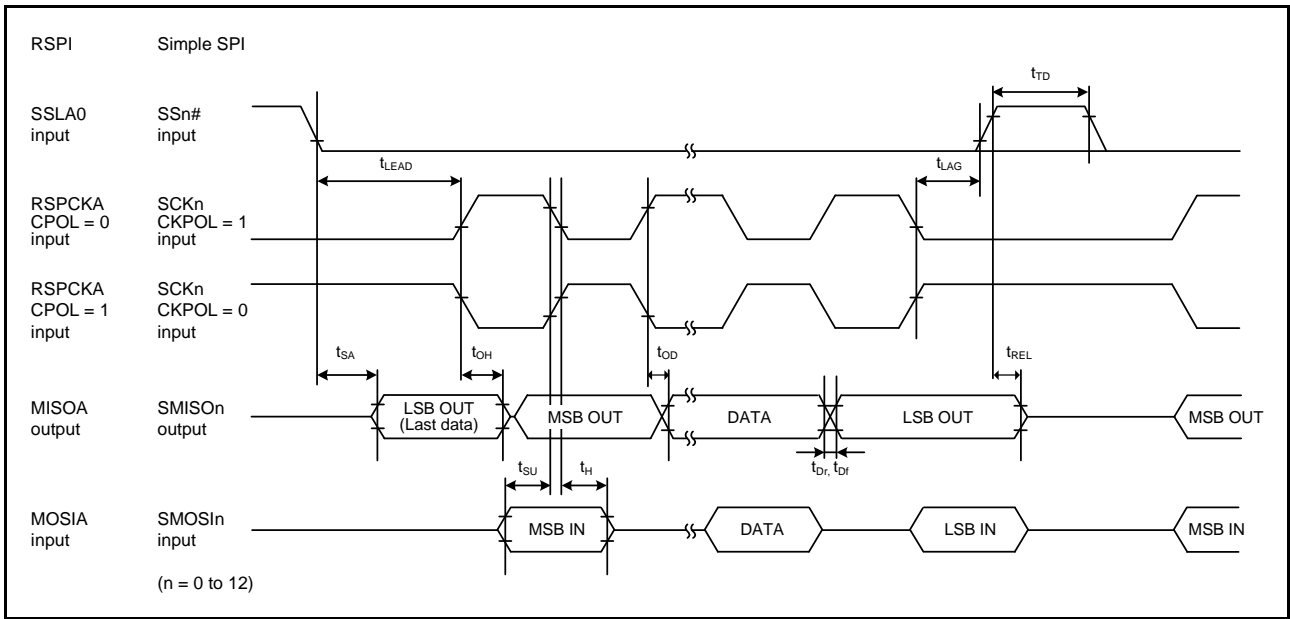 RSPI Simple SPI
tTD
SSLA0 SSn#
input input
tLEAD tLAG
RSPCKA SCKn
CPOL = 0 CKPOL = 1
input input
RSPCKA SCKn
CPOL = 1 CKPOL = 0
input input
tSA tOH tOD tREL
MISOA SMISOn LSB OUT MSB OUT DATA LSB OUT MSB OUT
output output (Last data)
tSU tH tDr, tDf
MOSIA SMOSIn MSB IN DATA LSB IN MSB IN
input input
(n = 0 to 12)